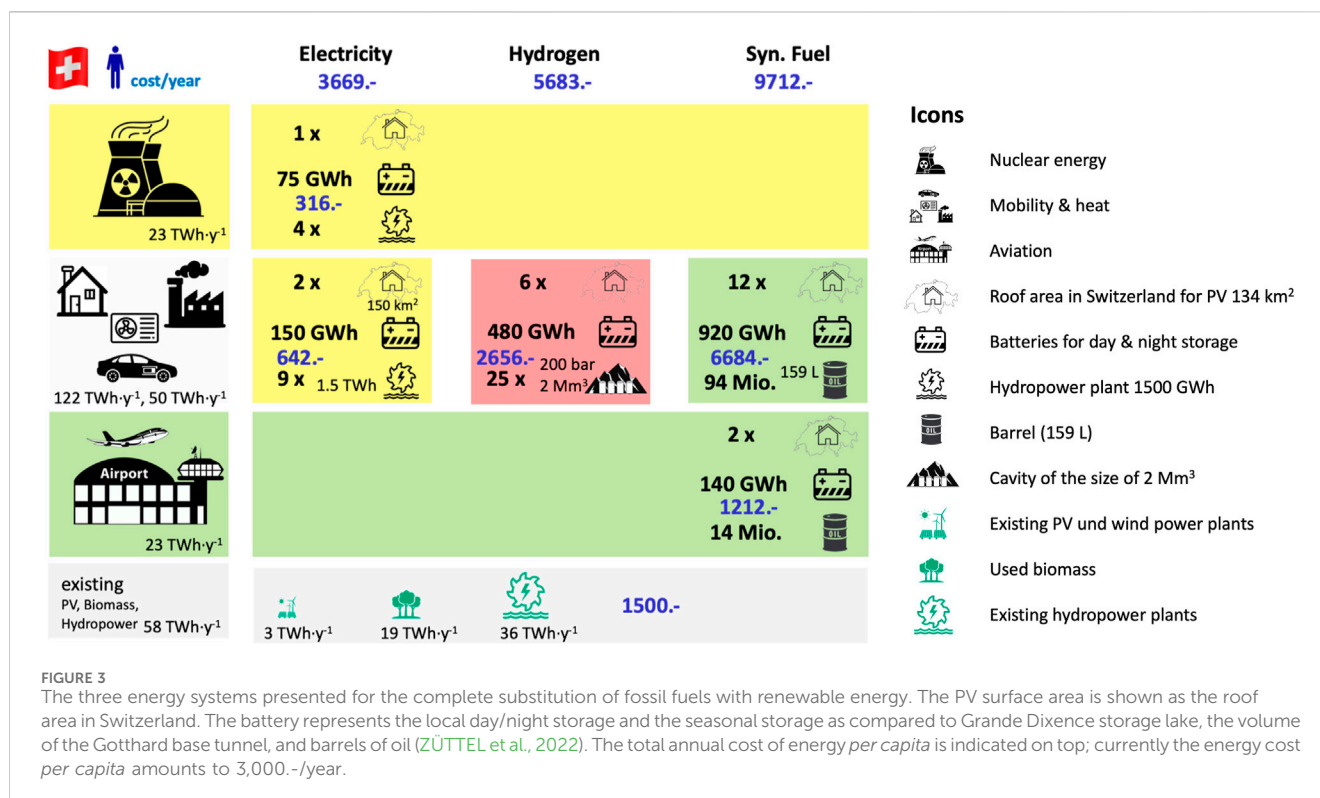 cost/year
Electricity
3669.-
Hydrogen
5683.-
Syn. Fuel
9712.-
23 TWh·y-1
1 x
75 GWh
316.-
4 x
122 TWh·y-1, 50 TWh·y-1
2 x
150 km2
150 GWh
642.-
9 x 1.5 TWh
6 x
480 GWh
2656.- 200 bar
25 x 2 Mm3
12 x
920 GWh
6684.-
159 L
94 Mio.
OIL
Airport
23 TWh·y-1
2 x
140 GWh
1212.-
14 Mio.
OIL
existing
PV, Biomass,
Hydropower 58 TWh·y-1
3 TWh·y-1
19 TWh·y-1
36 TWh·y-1
1500.-
Icons
Nuclear energy
Mobility & heat
Airport
Aviation
Roof area in Switzerland for PV 134 km2
Batteries for day & night storage
Hydropower plant 1500 GWh
OIL
Barrel (159 L)
Cavity of the size of 2 Mm3
Existing PV und wind power plants
Used biomass
Existing hydropower plants
FIGURE 3
The three energy systems presented for the complete substitution of fossil fuels with renewable energy. The PV surface area is shown as the roof
area in Switzerland. The battery represents the local day/night storage and the seasonal storage as compared to Grande Dixence storage lake, the volume
of the Gotthard base tunnel, and barrels of oil (ZÜTTEL et al., 2022). The total annual cost of energy per capita is indicated on top; currently the energy cost
per capita amounts to 3,000.-/year.